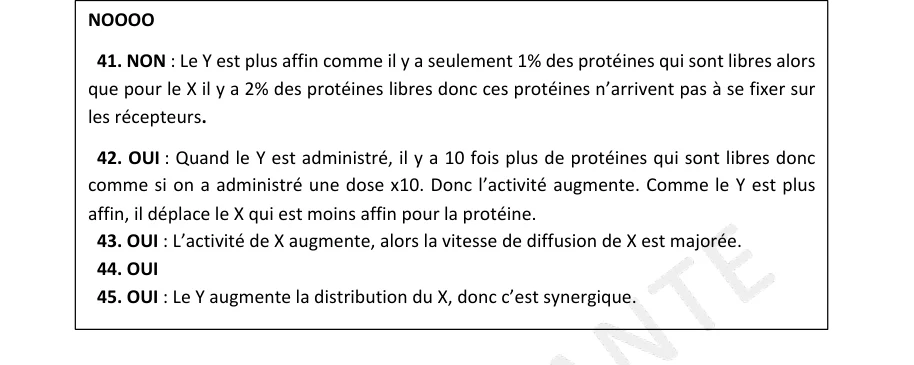 NOOOO
41. NON : Le Y est plus affin comme il y a seulement 1% des protéines qui sont libres alors
que pour le X il y a 2% des protéines libres donc ces protéines n’arrivent pas à se fixer sur
les récepteurs.
42. OUI : Quand le Y est administré, il y a 10 fois plus de protéines qui sont libres donc
comme si on a administré une dose x10. Donc l’activité augmente. Comme le Y est plus
affin, il déplace le X qui est moins affin pour la protéine.
43. OUI : L’activité de X augmente, alors la vitesse de diffusion de X est majorée.
44. OUI
45. OUI : Le Y augmente la distribution du X, donc c’est synergique.
ANTE